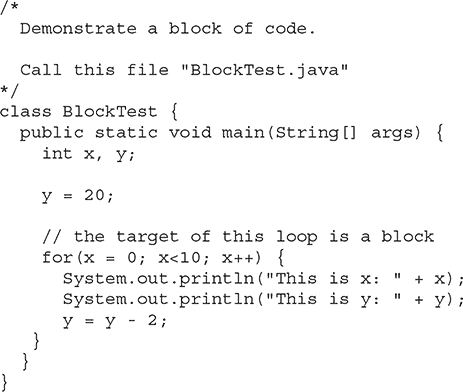 /*
  Demonstrate a block of code.

  Call this file "BlockTest.java"
*/
class BlockTest {
  public static void main(String[] args) {
    int x, y;

    y = 20;

    // the target of this loop is a block
    for(x = 0; x<10; x++) {
      System.out.println("This is x: " + x);
      System.out.println("This is y: " + y);
      y = y - 2;
   }
  }
}